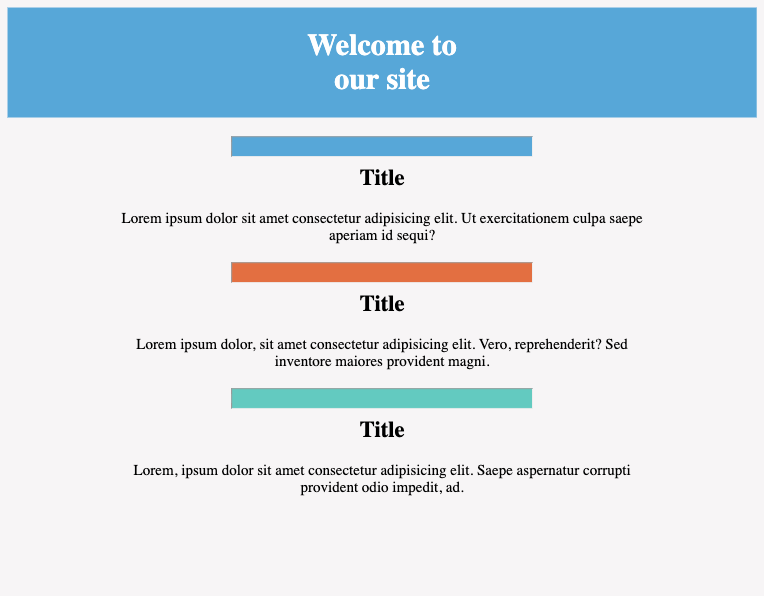 Welcome to
our site
Title
Lorem ipsum dolor sit amet consectetur adipisicing elit. Ut exercitationem culpa saepe
aperiam id sequi?
Title
Lorem ipsum dolor, sit amet consectetur adipisicing elit. Vero, reprehenderit? Sed
inventore maiores provident magni.
Title
Lorem, ipsum dolor sit amet consectetur adipisicing elit. Saepe aspernatur corrupti
provident odio impedit, ad.